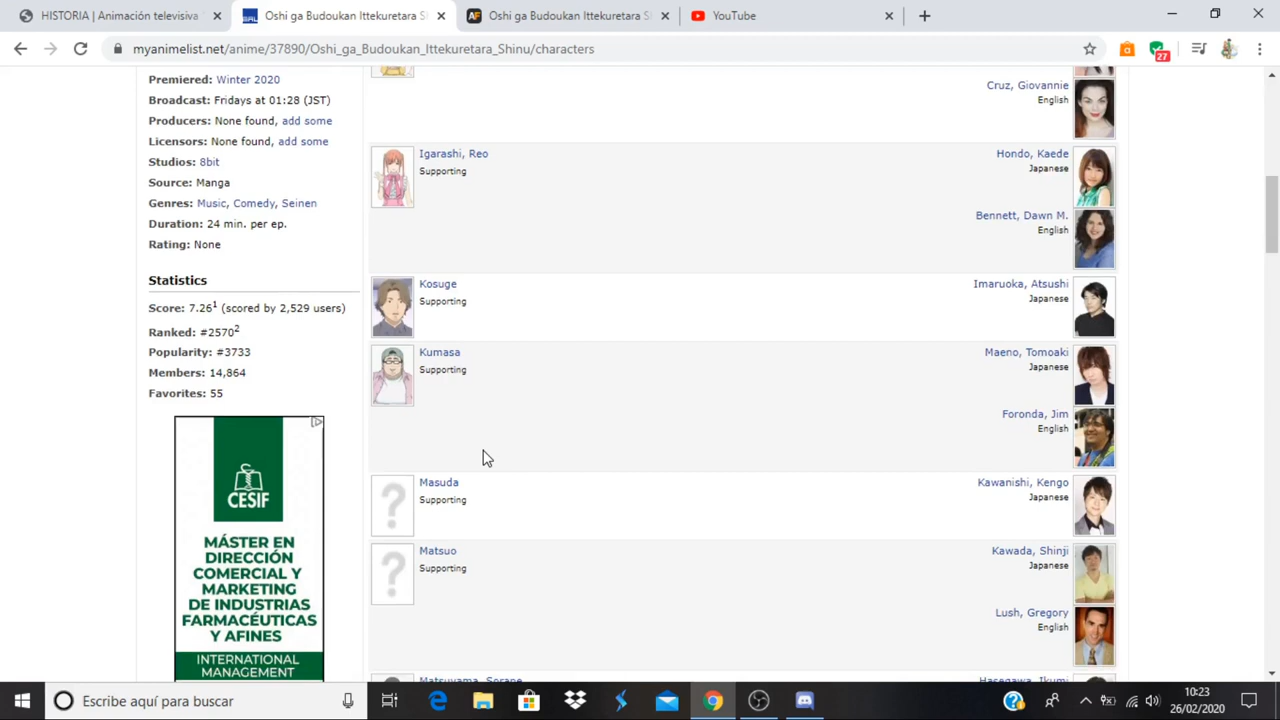 HISTORIA | Animación televisiva
Oshi ga Budoukan Ittekuretara S
Oshi ga Budoukan Ittekuretara S
YouTube
myanimelist.net/anime/37890/Oshi_ga_Budoukan_Ittekuretara_Shinu/characters
27
Premiered: Winter 2020
Broadcast: Fridays at 01:28 (JST)
Producers: None found, add some
Licensors: None found, add some
Studios: 8bit
Source: Manga
Genres: Music, Comedy, Seinen
Duration: 24 min. per ep.
Rating: None
Statistics
Score: 7.26¹ (scored by 2,529 users)
Ranked: #2570²
Popularity: #3733
Members: 14,864
Favorites: 55
CESIF
MÁSTER EN
DIRECCIÓN
COMERCIAL Y
MARKETING
DE INDUSTRIAS
FARMACÉUTICAS
Y AFINES
INTERNATIONAL
MANAGEMENT
Cruz, Giovannie
English
Igarashi, Reo
Supporting
Hondo, Kaede
Japanese
Bennett, Dawn M.
English
Kosuge
Supporting
Imaruoka, Atsushi
Japanese
Kumasa
Supporting
Maeno, Tomoaki
Japanese
Foronda, Jim
English
Masuda
Supporting
Kawanishi, Kengo
Japanese
Matsuo
Supporting
Kawada, Shinji
Japanese
Lush, Gregory
English
Matsuyama, Sorane
Hasegawa, Ikumi
Escribe aquí para buscar
10:23
26/02/2020